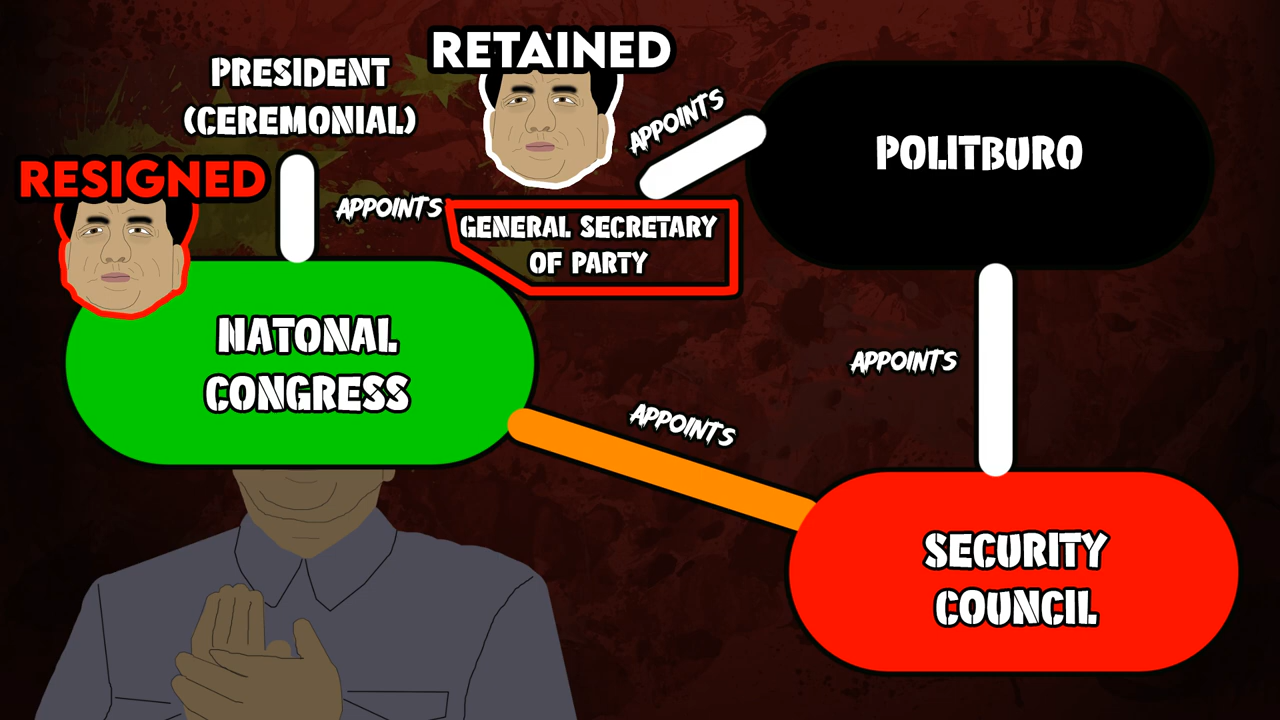 RETAINED
PRESIDENT
(CEREMONIAL)
APPOINTS
POLITBURO
RESIGNED
APPOINTS
GENERAL SECRETARY
OF PARTY
NATONAL
CONGRESS
APPOINTS
APPOINTS
SECURITY
COUNCIL